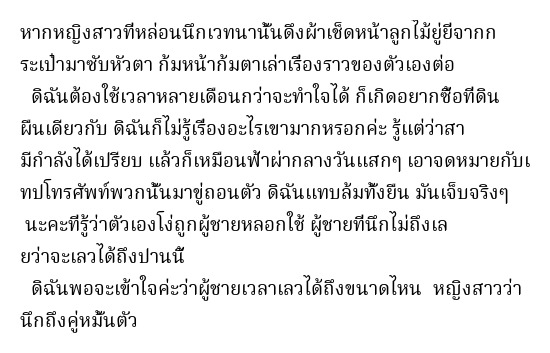 หากหญิงสาวที่หล่อนนึกเวทนานั้นดึงผ้าเช็ดหน้าลูกไม้ยู่ยี่จากก
ระเป๋ามาซับหัวตา ก้มหน้าก้มตาเล่าเรื่องราวของตัวเองต่อ
ดิฉันต้องใช้เวลาหลายเดือนกว่าจะทำใจได้ ก็เกิดอยากซื้อที่ดิน
ผืนเดียวกับ ดิฉันก็ไม่รู้เรื่องอะไรเขามากหรอกค่ะ รู้แต่ว่าสา
มีกำลังได้เปรียบ แล้วก็เหมือนฟ้าผ่ากลางวันแสกๆ เอาจดหมายกับเ
ทปโทรศัพท์พวกนั้นมาขู่ถอนตัว ดิฉันแทบล้มทั้งยืน มันเจ็บจริงๆ
นะคะที่รู้ว่าตัวเองโง่ถูกผู้ชายหลอกใช้ ผู้ชายที่นึกไม่ถึงเล
ยว่าจะเลวได้ถึงปานนี้
ดิฉันพอจะเข้าใจค่ะว่าผู้ชายเวลาเลวได้ถึงขนาดไหน หญิงสาวว่า
นึกถึงคู่หมั้นตัว